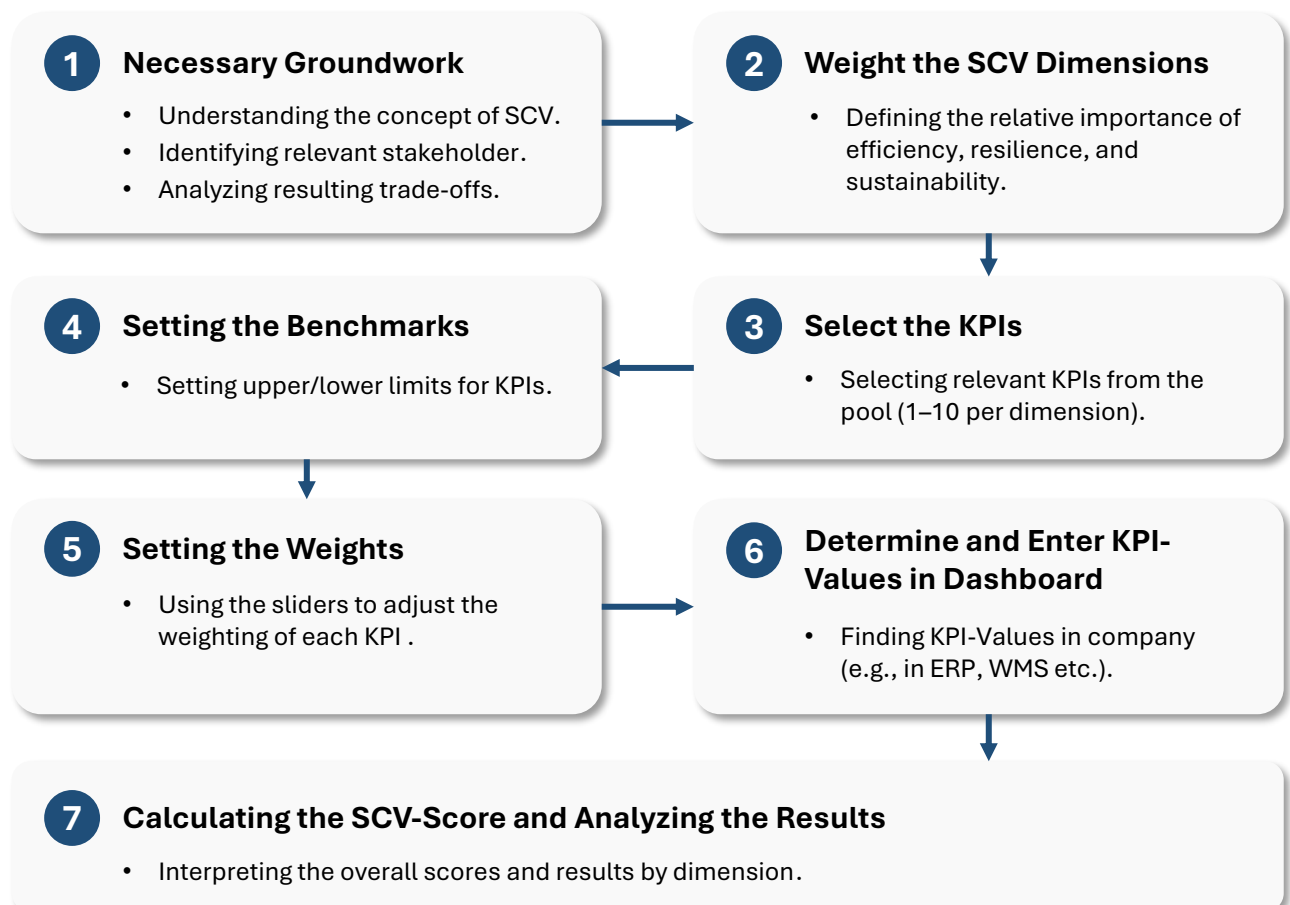 1 Necessary Groundwork
• Understanding the concept of SCV.
• Identifying relevant stakeholder.
• Analyzing resulting trade-offs.
2 Weight the SCV Dimensions
• Defining the relative importance of
efficiency, resilience, and
sustainability.
3 Select the KPIs
• Selecting relevant KPIs from the
pool (1–10 per dimension).
4 Setting the Benchmarks
• Setting upper/lower limits for KPIs.
5 Setting the Weights
• Using the sliders to adjust the
weighting of each KPI .
6 Determine and Enter KPI-
Values in Dashboard
• Finding KPI-Values in company
(e.g., in ERP, WMS etc.).
7 Calculating the SCV-Score and Analyzing the Results
• Interpreting the overall scores and results by dimension.